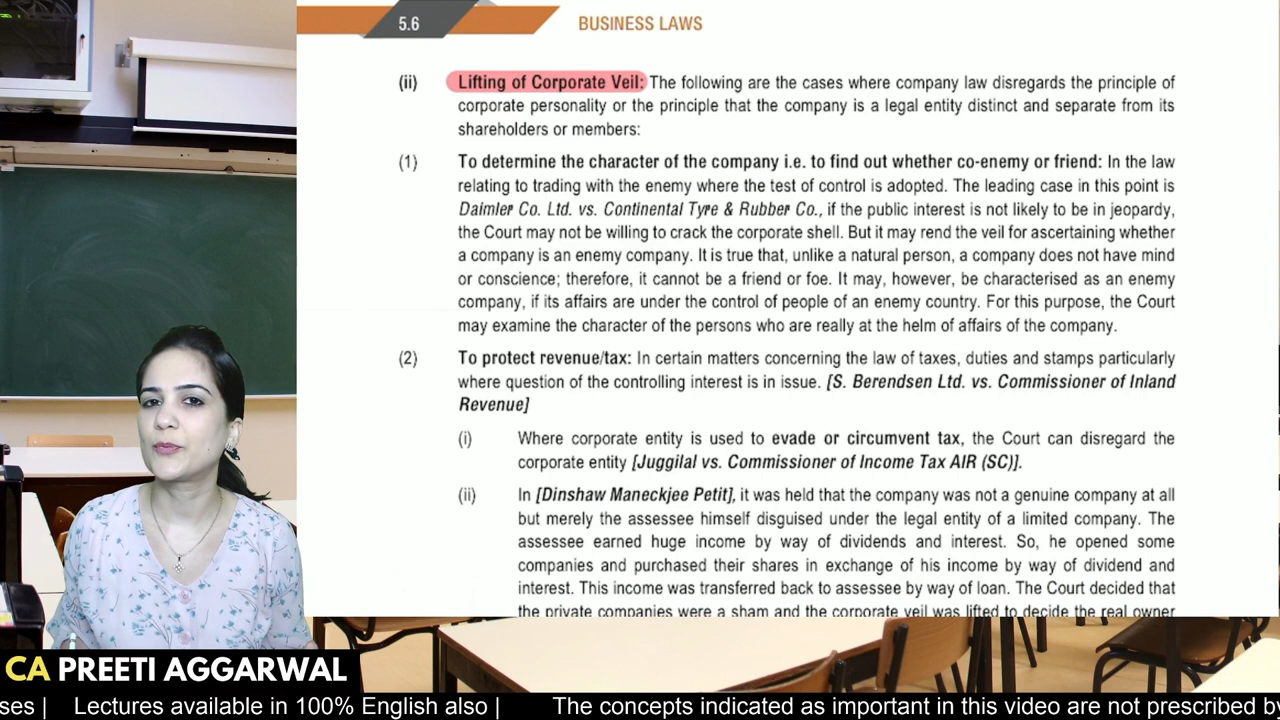 5.6 BUSINESS LAWS
(ii) Lifting of Corporate Veil: The following are the cases where company law disregards the principle of
corporate personality or the principle that the company is a legal entity distinct and separate from its
shareholders or members:
(1) To determine the character of the company i.e. to find out whether co-enemy or friend: In the law
relating to trading with the enemy where the test of control is adopted. The leading case in this point is
Daimler Co. Ltd. vs. Continental Tyre & Rubber Co., if the public interest is not likely to be in jeopardy,
the Court may not be willing to crack the corporate shell. But it may rend the veil for ascertaining whether
a company is an enemy company. It is true that, unlike a natural person, a company does not have mind
or conscience; therefore, it cannot be a friend or foe. It may, however, be characterised as an enemy
company, if its affairs are under the control of people of an enemy country. For this purpose, the Court
may examine the character of the persons who are really at the helm of affairs of the company.
(2) To protect revenue/tax: In certain matters concerning the law of taxes, duties and stamps particularly
where question of the controlling interest is in issue. [S. Berendsen Ltd. vs. Commissioner of Inland
Revenue]
(i) Where corporate entity is used to evade or circumvent tax, the Court can disregard the
corporate entity [Juggilal vs. Commissioner of Income Tax AIR (SC)].
(ii) In [Dinshaw Maneckjee Petit], it was held that the company was not a genuine company at all
but merely the assessee himself disguised under the legal entity of a limited company. The
assessee earned huge income by way of dividends and interest. So, he opened some
companies and purchased their shares in exchange of his income by way of dividend and
interest. This income was transferred back to assessee by way of loan. The Court decided that
the private companies were a sham and the corporate veil was lifted to decide the real owner
CA PREETI AGGARWAL
ses | Lectures available in 100% English also | The concepts indicated as important in this video are not prescribed by